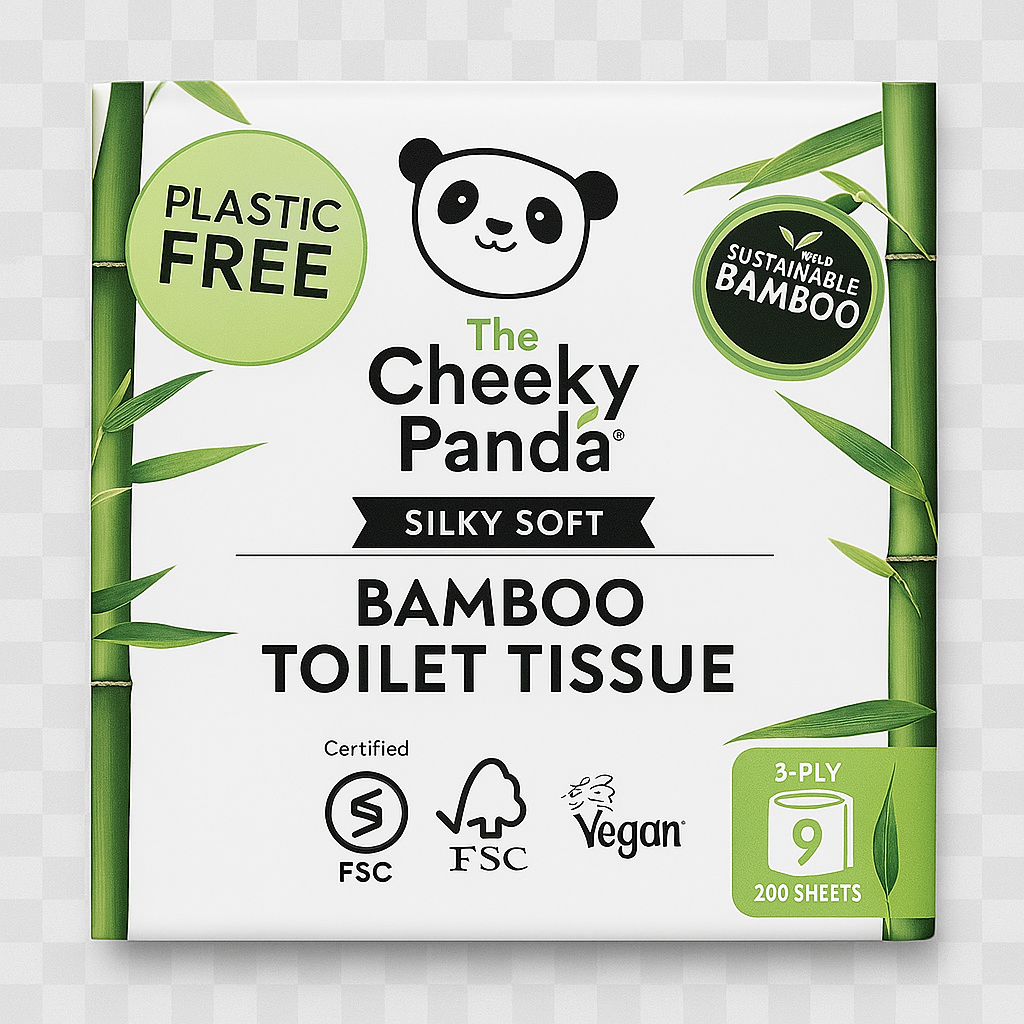 PLASTIC
FREE
WELD
SUSTAINABLE
BAMBOO
The
Cheeky
Panda®
SILKY SOFT
BAMBOO
TOILET TISSUE
Certified
FSC
FSC
Vegan
3-PLY
9
200 SHEETS